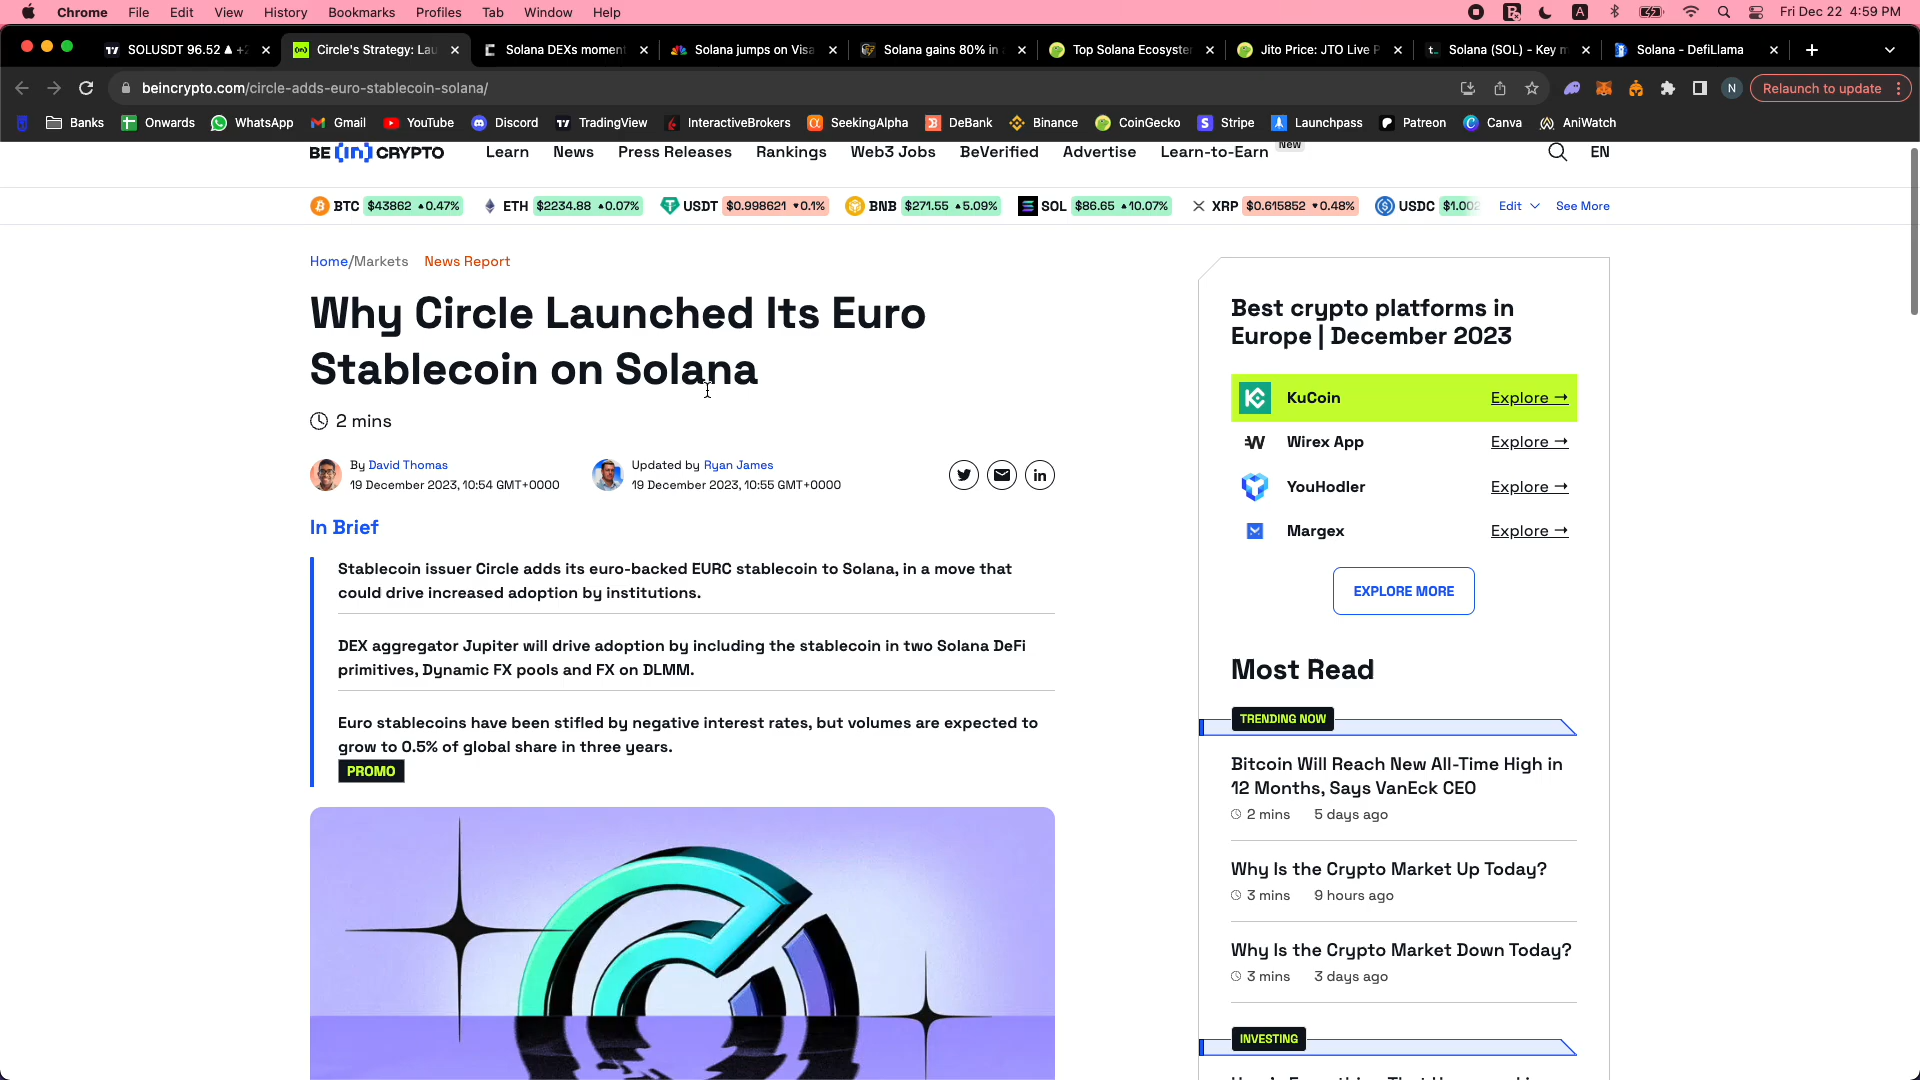 Chrome File Edit View History Bookmarks Profiles Tab Window Help Fri Dec 22 4:59 PM
SOLUSDT 96.52 ▲ +2 Circle's Strategy: Lau Solana DEXs momen Solana jumps on Visa Solana gains 80% in Top Solana Ecosyste Jito Price: JTO Live P Solana (SOL) - Key m Solana - DefiLlama
beincrypto.com/circle-adds-euro-stablecoin-solana/ N Relaunch to update
Banks Onwards WhatsApp Gmail YouTube Discord TradingView InteractiveBrokers SeekingAlpha DeBank Binance CoinGecko Stripe Launchpass Patreon Canva AniWatch
BE [in] CRYPTO Learn News Press Releases Rankings Web3 Jobs BeVerified Advertise Learn-to-Earn New EN
BTC $43862 ▲0.47% ETH $2234.88 ▲0.07% USDT $0.998621 ▼0.1% BNB $271.55 ▲5.09% SOL $86.65 ▲10.07% XRP $0.615852 ▼0.48% USDC $1.002 Edit See More
Home/Markets News Report
Why Circle Launched Its Euro
Stablecoin on Solana
2 mins
By David Thomas
19 December 2023, 10:54 GMT+0000
Updated by Ryan James
19 December 2023, 10:55 GMT+0000
In Brief
Stablecoin issuer Circle adds its euro-backed EURC stablecoin to Solana, in a move that
could drive increased adoption by institutions.
DEX aggregator Jupiter will drive adoption by including the stablecoin in two Solana DeFi
primitives, Dynamic FX pools and FX on DLMM.
Euro stablecoins have been stifled by negative interest rates, but volumes are expected to
grow to 0.5% of global share in three years.
PROMO
Best crypto platforms in
Europe | December 2023
KuCoin Explore →
Wirex App Explore →
YouHodler Explore →
Margex Explore →
EXPLORE MORE
Most Read
TRENDING NOW
Bitcoin Will Reach New All-Time High in
12 Months, Says VanEck CEO
2 mins 5 days ago
Why Is the Crypto Market Up Today?
3 mins 9 hours ago
Why Is the Crypto Market Down Today?
3 mins 3 days ago
INVESTING